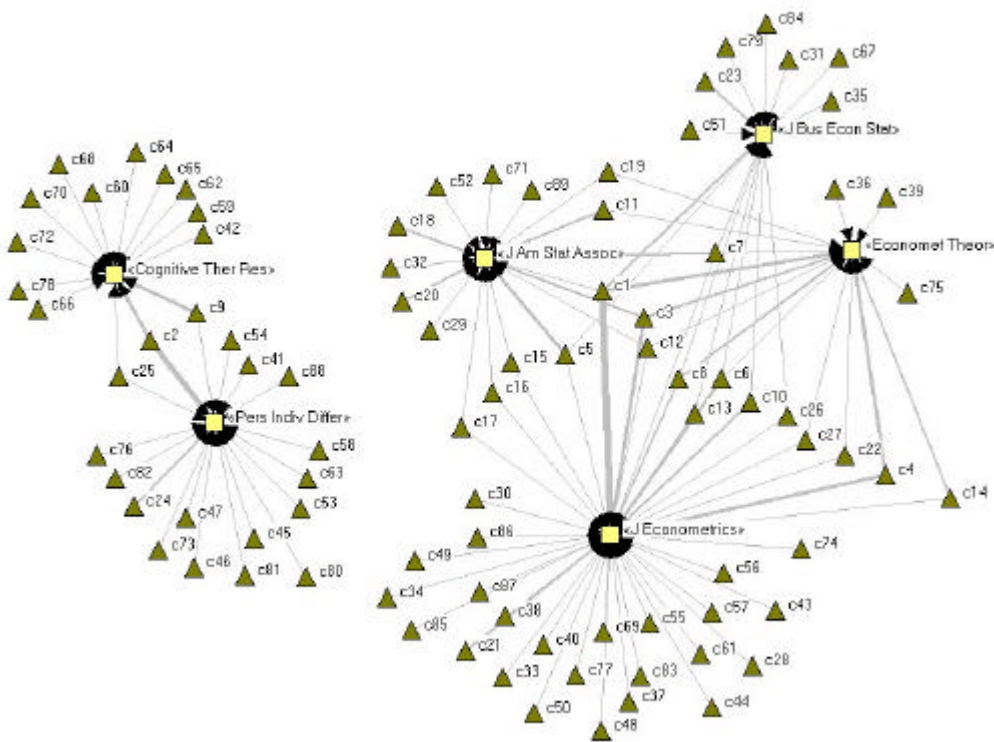 c84
c79
c31
c67
c23
c35
c51
«J Bus Econ Stat»
c64
c68
c65
c70
c60
c62
c59
c42
c72
c78
c66
«Cognitive Ther Res»
c9
c2
c25
c54
c41
c88
«Pers Indiv Differ»
c76
c82
c24
c47
c73
c46
c81
c45
c80
c53
c63
c58
c52
c71
c89
c19
c11
c18
c32
c20
c29
«J Am Stat Assoc»
c7
c1
c3
c12
c5
c15
c16
c17
c36
c39
«Economet Theor»
c75
c8
c6
c13
c10
c26
c27
c22
c4
c14
«J Econometrics»
c30
c86
c49
c34
c85
c87
c38
c21
c33
c40
c50
c77
c69
c48
c37
c83
c55
c61
c44
c57
c28
c56
c43
c74